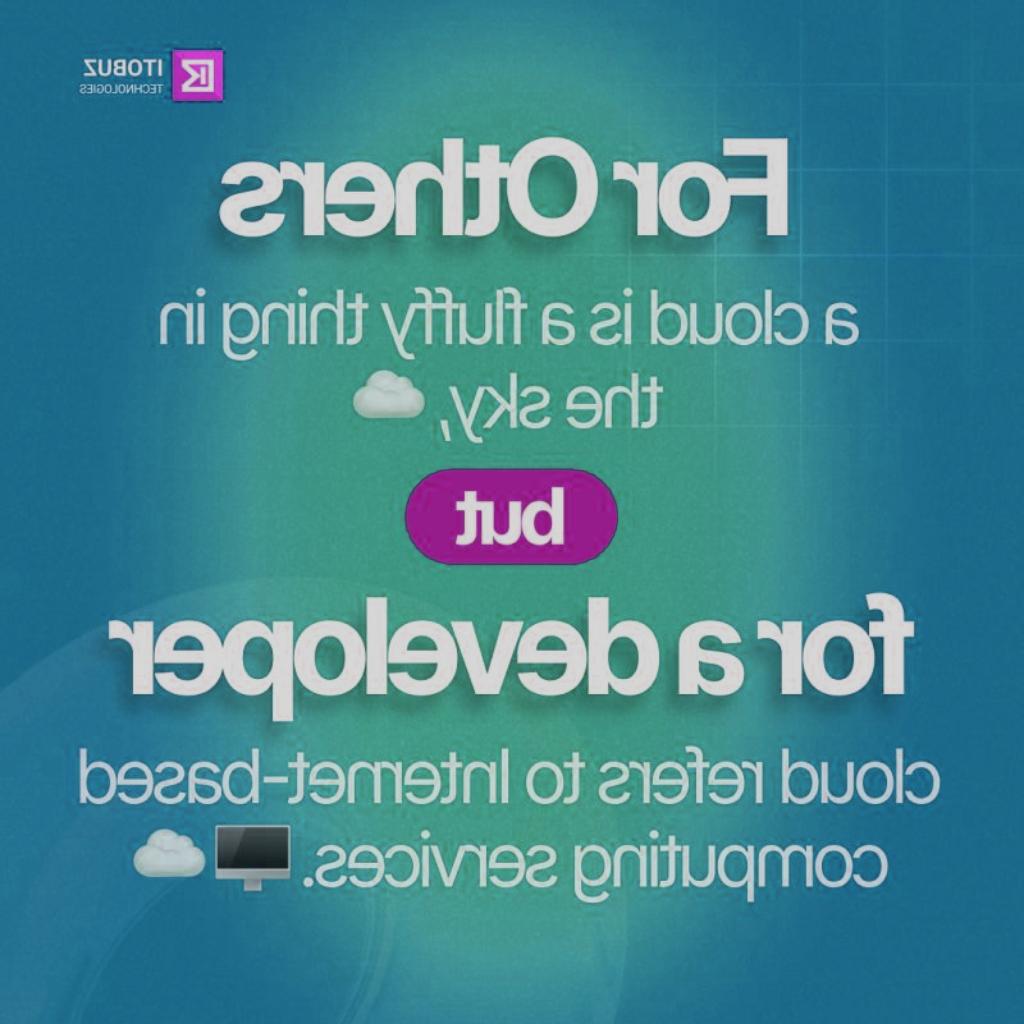 ITOBUZ
TECHNOLOGIES
For Others
a cloud is a fluffy thing in
the sky, ☁️
but
for a developer
cloud refers to Internet-based
computing services. 🖥️☁️